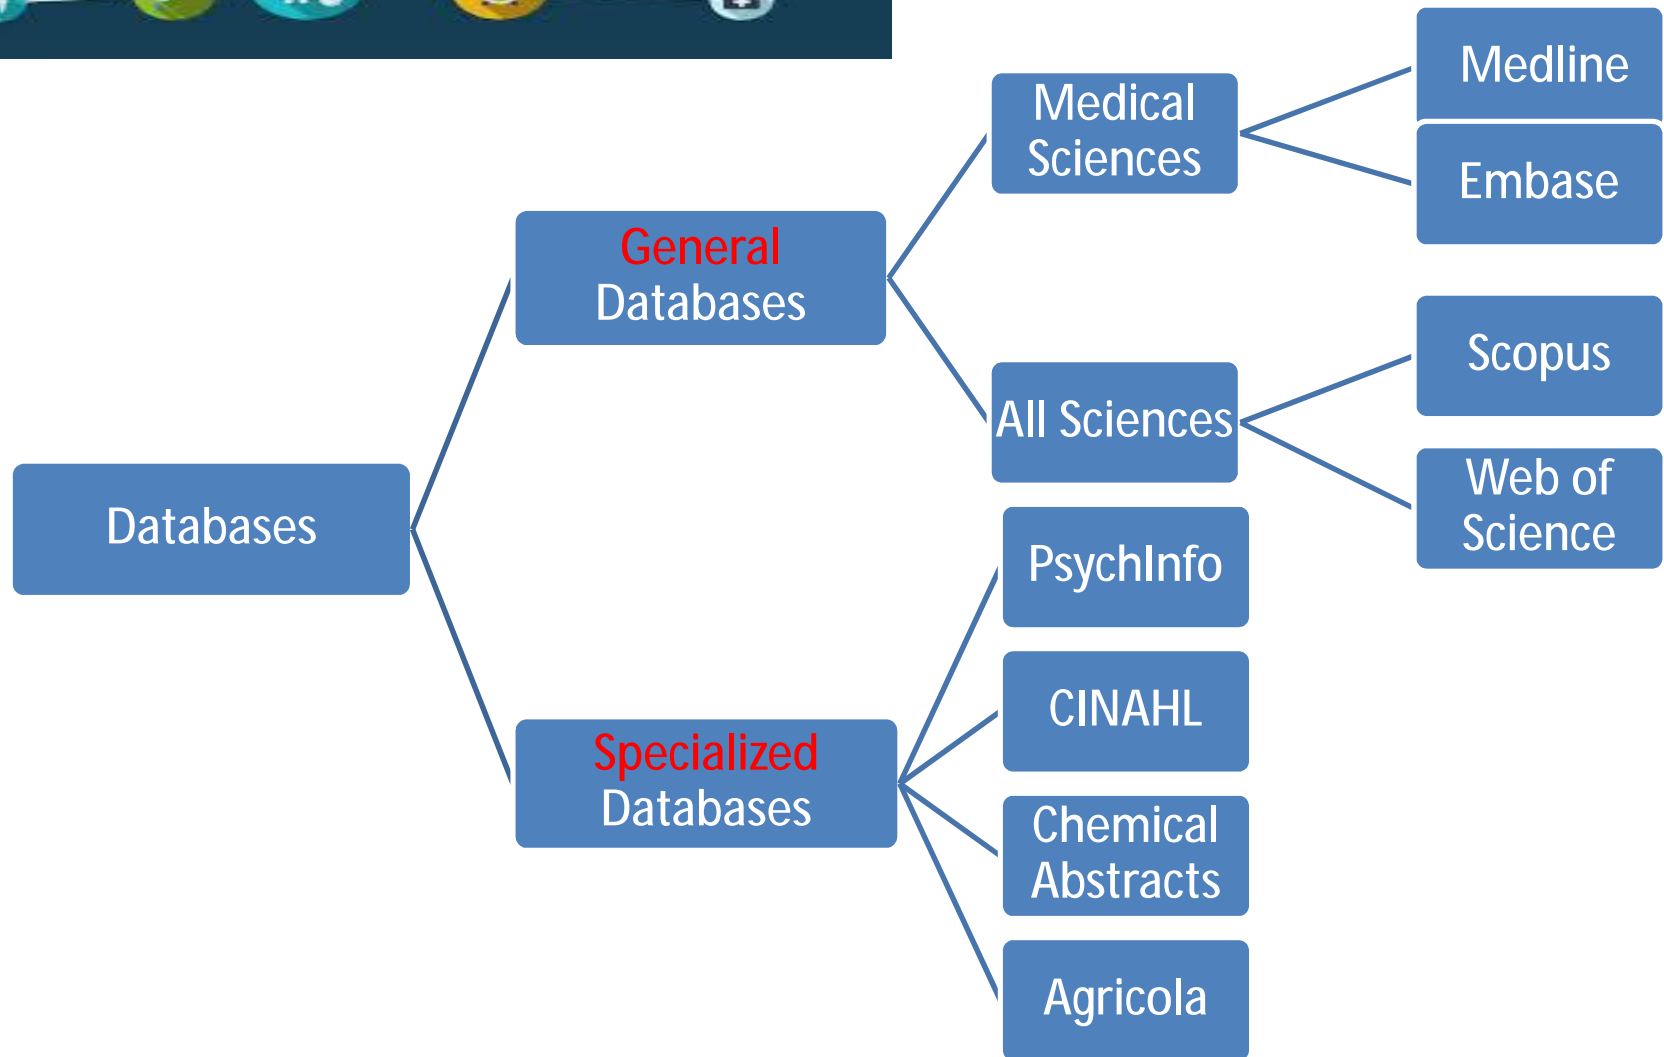 Databases
General
Databases
Medical
Sciences
Medline
Embase
All Sciences
Scopus
Web of
Science
Specialized
Databases
PsychInfo
CINAHL
Chemical
Abstracts
Agricola